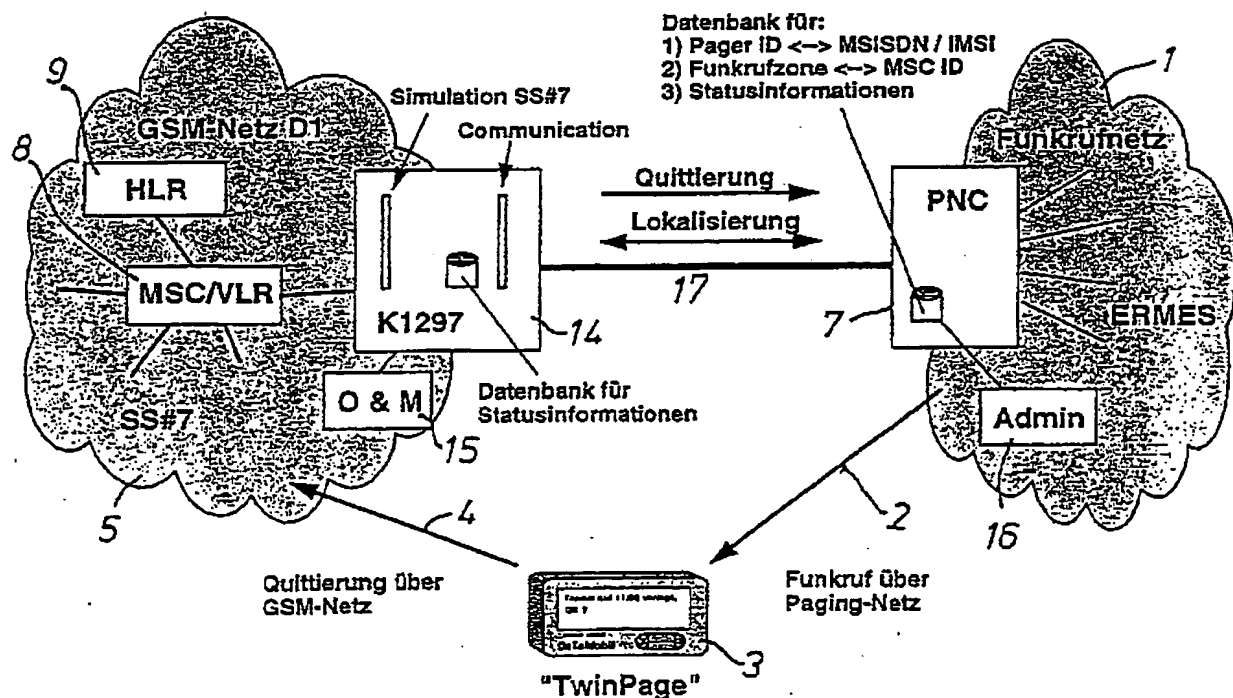 Datenbank für:
1) Pager ID <--> MSISDN / IMSI
2) Funkrufzone <--> MSC ID
3) Statusinformationen
1
9
Simulation SS#7
GSM-Netz D1
Communication
Funkrufnetz
8
HLR
Quittierung
PNC
Lokalisierung
MSC/VLR
17
K1297
14
7
ERMES
Datenbank für
Statusinformationen
O & M
SS#7
15
Admin
5
4
2
16
Quittierung über
GSM-Netz
Funkruf über
Paging-Netz
3
"TwinPage"